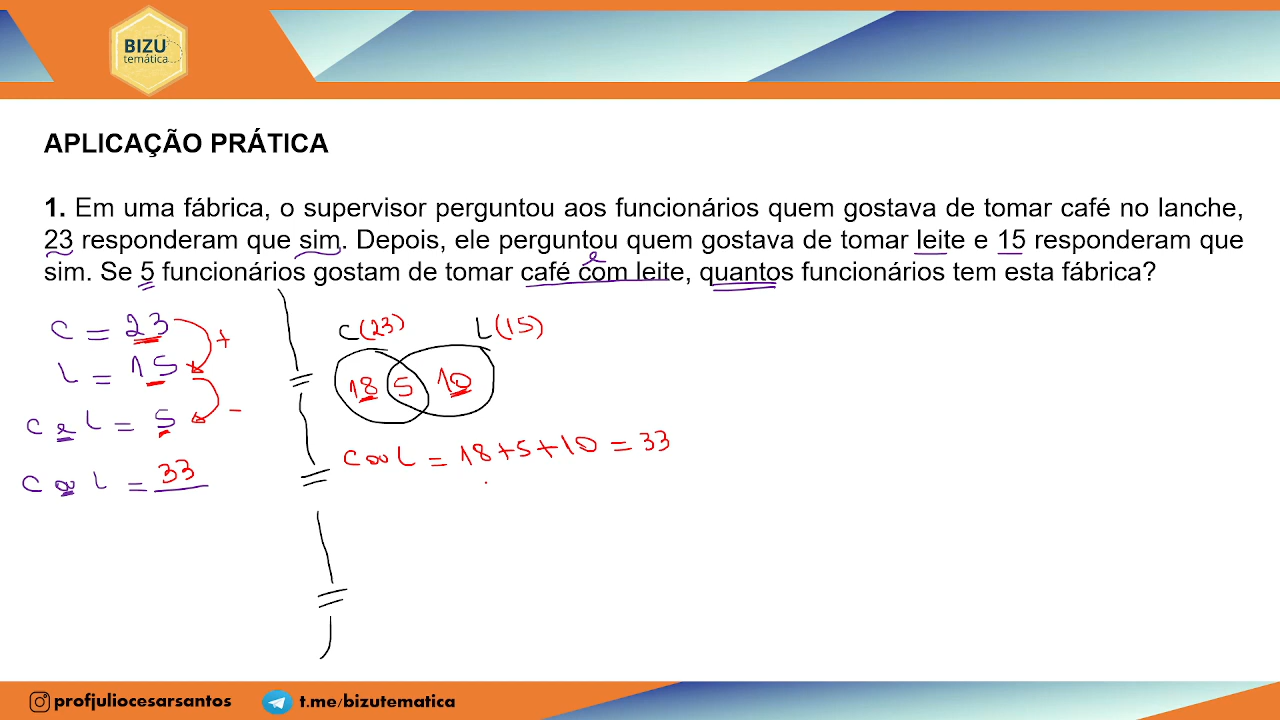 BIZU
temática
APLICAÇÃO PRÁTICA
1. Em uma fábrica, o supervisor perguntou aos funcionários quem gostava de tomar café no lanche,
23 responderam que sim. Depois, ele perguntou quem gostava de tomar leite e 15 responderam que
e
sim. Se 5 funcionários gostam de tomar café com leite, quantos funcionários tem esta fábrica?
C = 23
+
L = 15
C e L = 5
-
C ou L = 33
C(23) L(15)
18 5 10
C ou L = 18+5+10 = 33
profjuliocesarsantos t.me/bizutematica